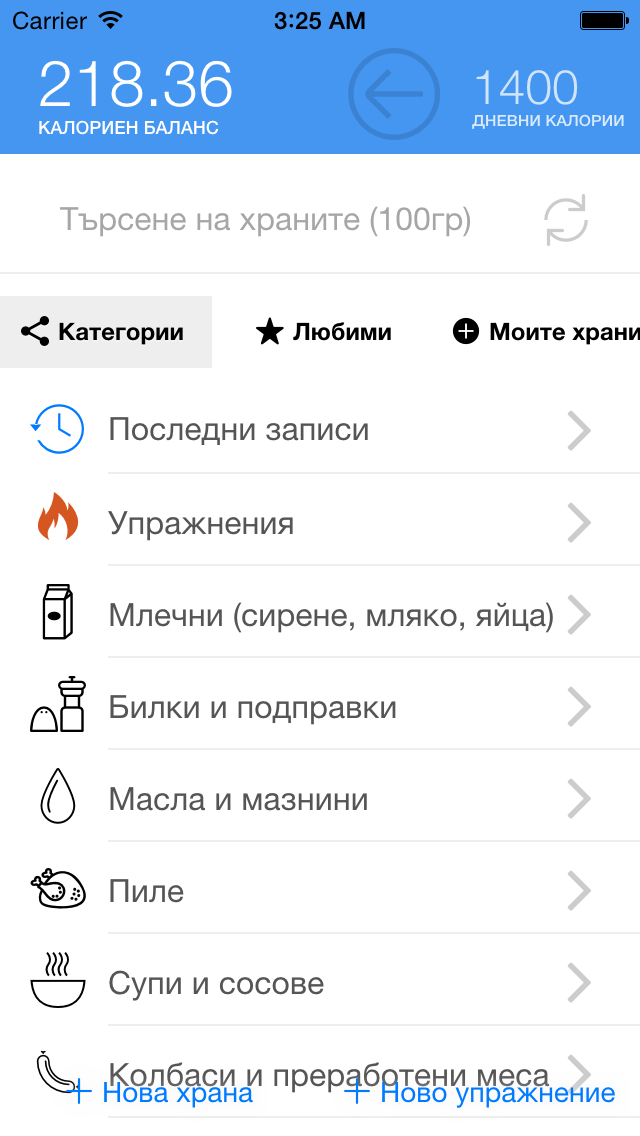 Carrier 3:25 AM
218.36 1400
КАЛОРИЕН БАЛАНС ДНЕВНИ КАЛОРИИ
Търсене на храните (100гр)
Категории Любими Моите храни
Последни записи
Упражнения
Млечни (сирене, мляко, яйца)
Билки и подправки
Масла и мазнини
Пиле
Супи и сосове
Колбаси и преработени меса
Нова храна Ново упражнение